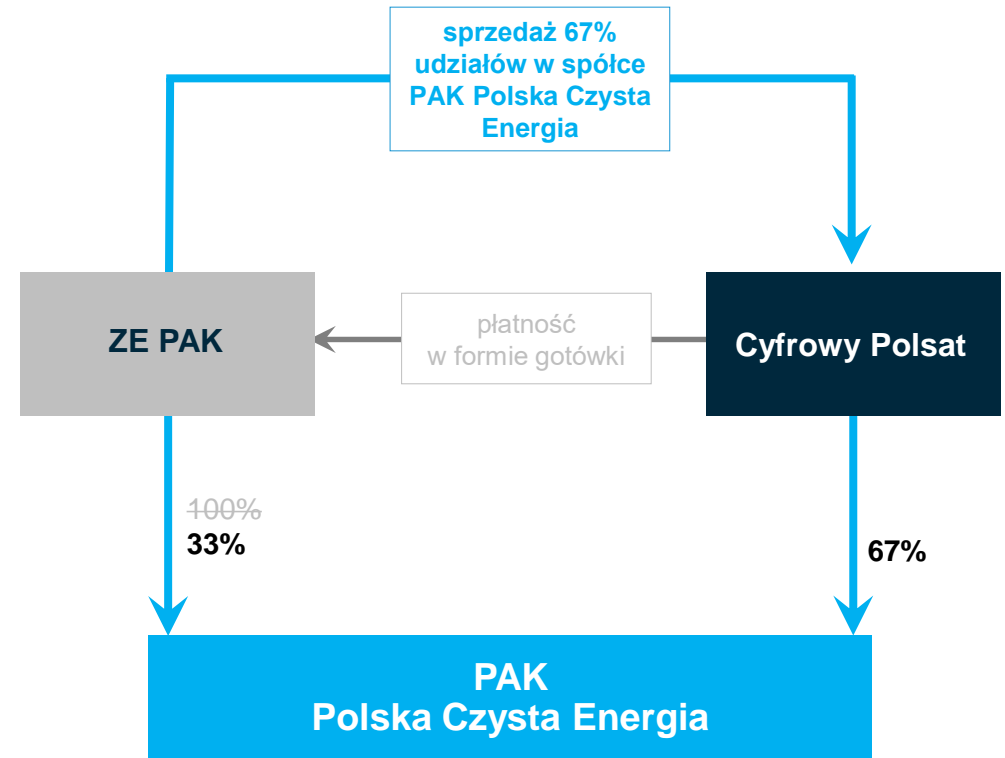 sprzedaż 67%
udziałów w spółce
PAK Polska Czysta
Energia
ZE PAK
płatność
w formie gotówki
Cyfrowy Polsat
100%
33%
67%
PAK
Polska Czysta Energia